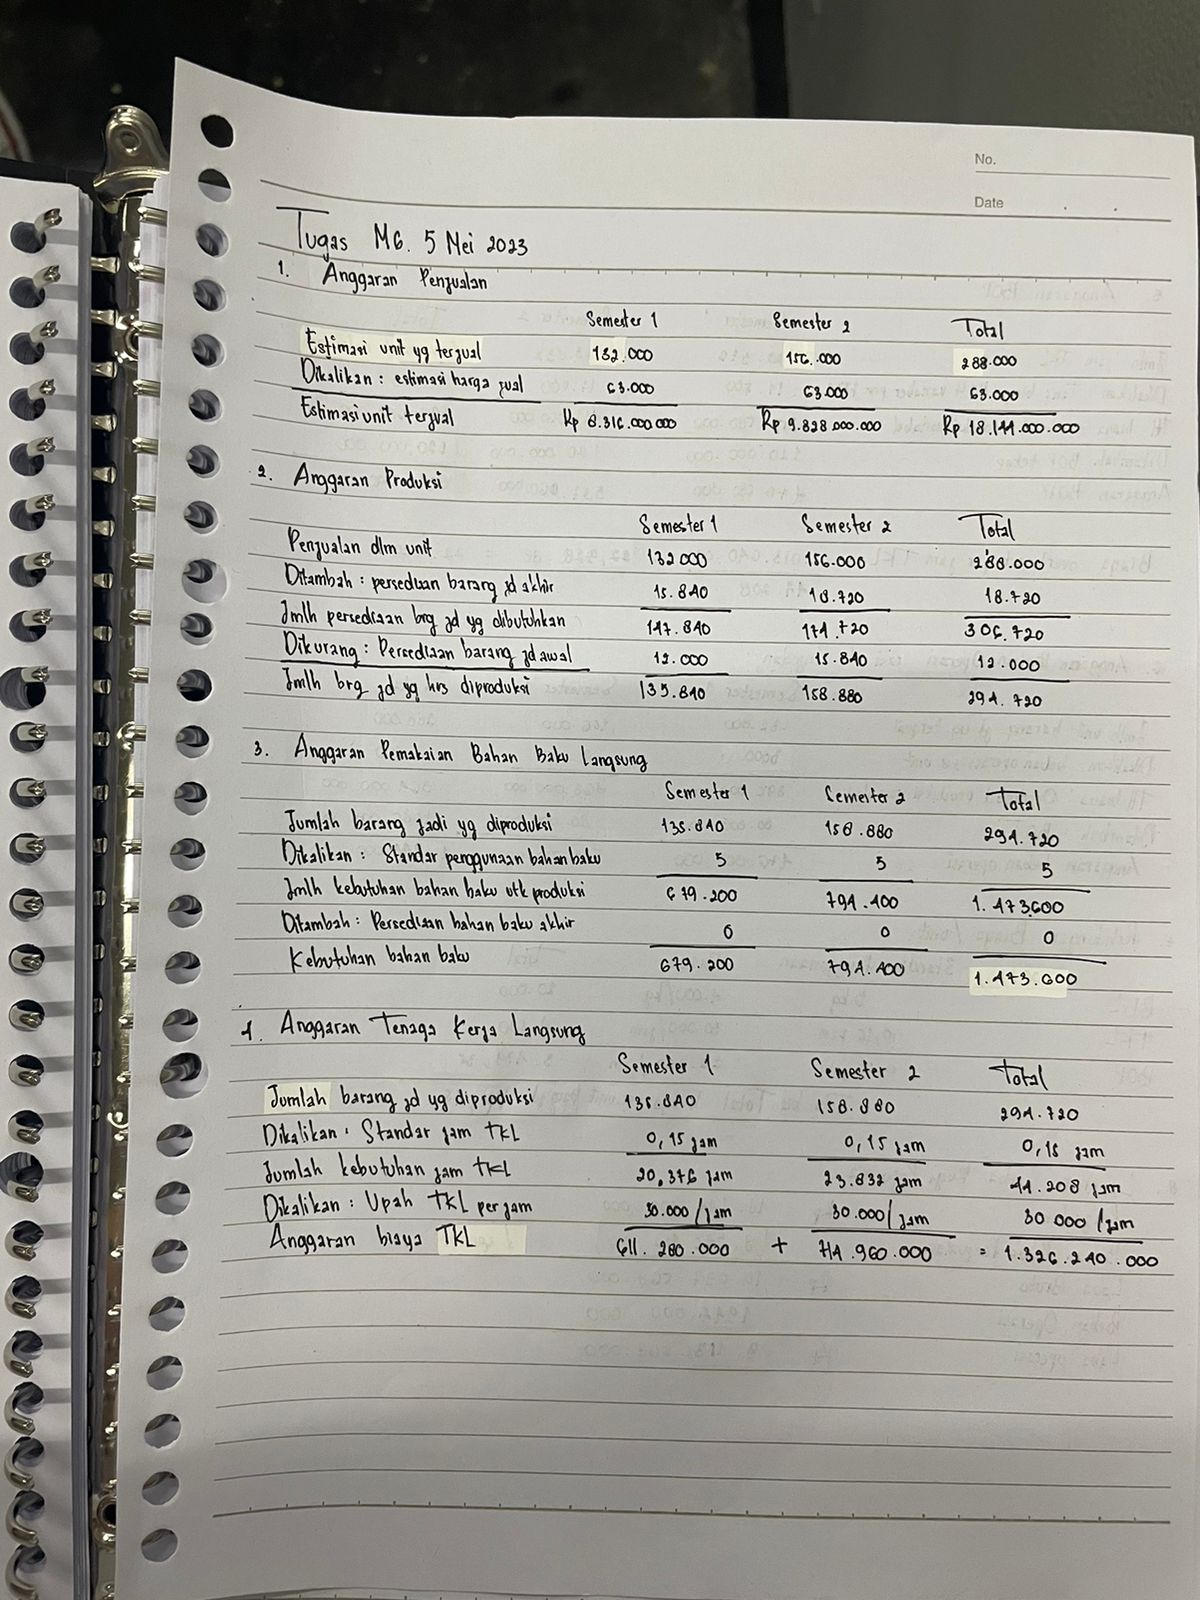 No.
Date
Tugas M6. 5 Mei 2023
1. Anggaran Penjualan
Semester 1 Semester 2 Total
Estimasi unit yg terjual 132.000 156.000 288.000
Dikalikan : estimasi harga jual 63.000 63.000 63.000
Estimasi unit terjual Rp 8.316.000.000 Rp 9.828.000.000 Rp 18.144.000.000
2. Anggaran Produksi
Semester 1 Semester 2 Total
Penjualan dlm unit 132.000 156.000 288.000
Ditambah : persediaan barang jd akhir 15.840 18.720 18.720
Jmlh persediaan brg jd yg dibutuhkan 147.840 174.720 306.720
Dikurang : Persediaan barang jd awal 12.000 15.840 12.000
Jmlh brg jd yg hrs diproduksi 135.840 158.880 294.720
3. Anggaran Pemakaian Bahan Baku Langsung
Semester 1 Semester 2 Total
Jumlah barang jadi yg diproduksi 135.840 158.880 294.720
Dikalikan : Standar penggunaan bahan baku 5 5 5
Jmlh kebutuhan bahan baku utk produksi 679.200 794.400 1.473.600
Ditambah : Persediaan bahan baku akhir 0 0 0
Kebutuhan bahan baku 679.200 794.400 1.473.600
4. Anggaran Tenaga Kerja Langsung
Semester 1 Semester 2 Total
Jumlah barang jd yg diproduksi 135.840 158.880 294.720
Dikalikan : Standar jam TKL 0,15 jam 0,15 jam 0,15 jam
Jumlah kebutuhan jam TKL 20,376 jam 23.832 jam 44.208 jam
Dikalikan : Upah TKL per jam 30.000 / jam 30.000 / jam 30 000 / jam
Anggaran biaya TKL 611. 280.000 + 714.960.000 = 1.326.240.000